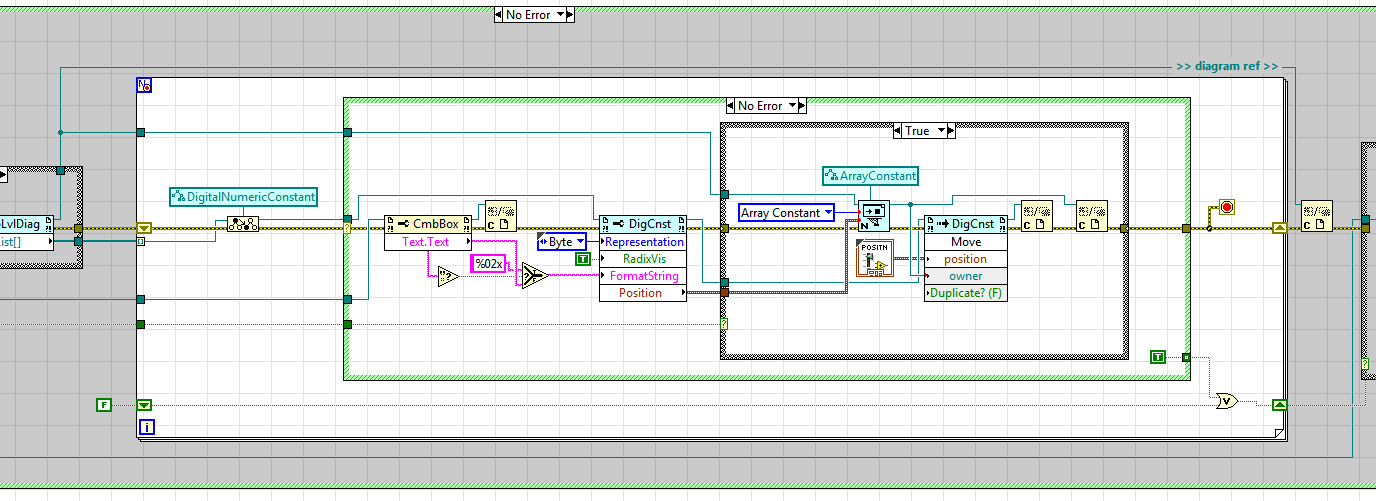 No Error
>> diagram ref >>
N
No Error
True
DigitalNumericConstant
ArrayConstant
LvlDiag
ist[]
CmbBox
Text.Text
C
Byte
DigCnst
Representation
RadixVis
FormatString
Position
T
%02x
Array Constant
N
POSITN
DigCnst
Move
position
owner
Duplicate? (F)
C
C
C
?
?
?
T
F
V
i